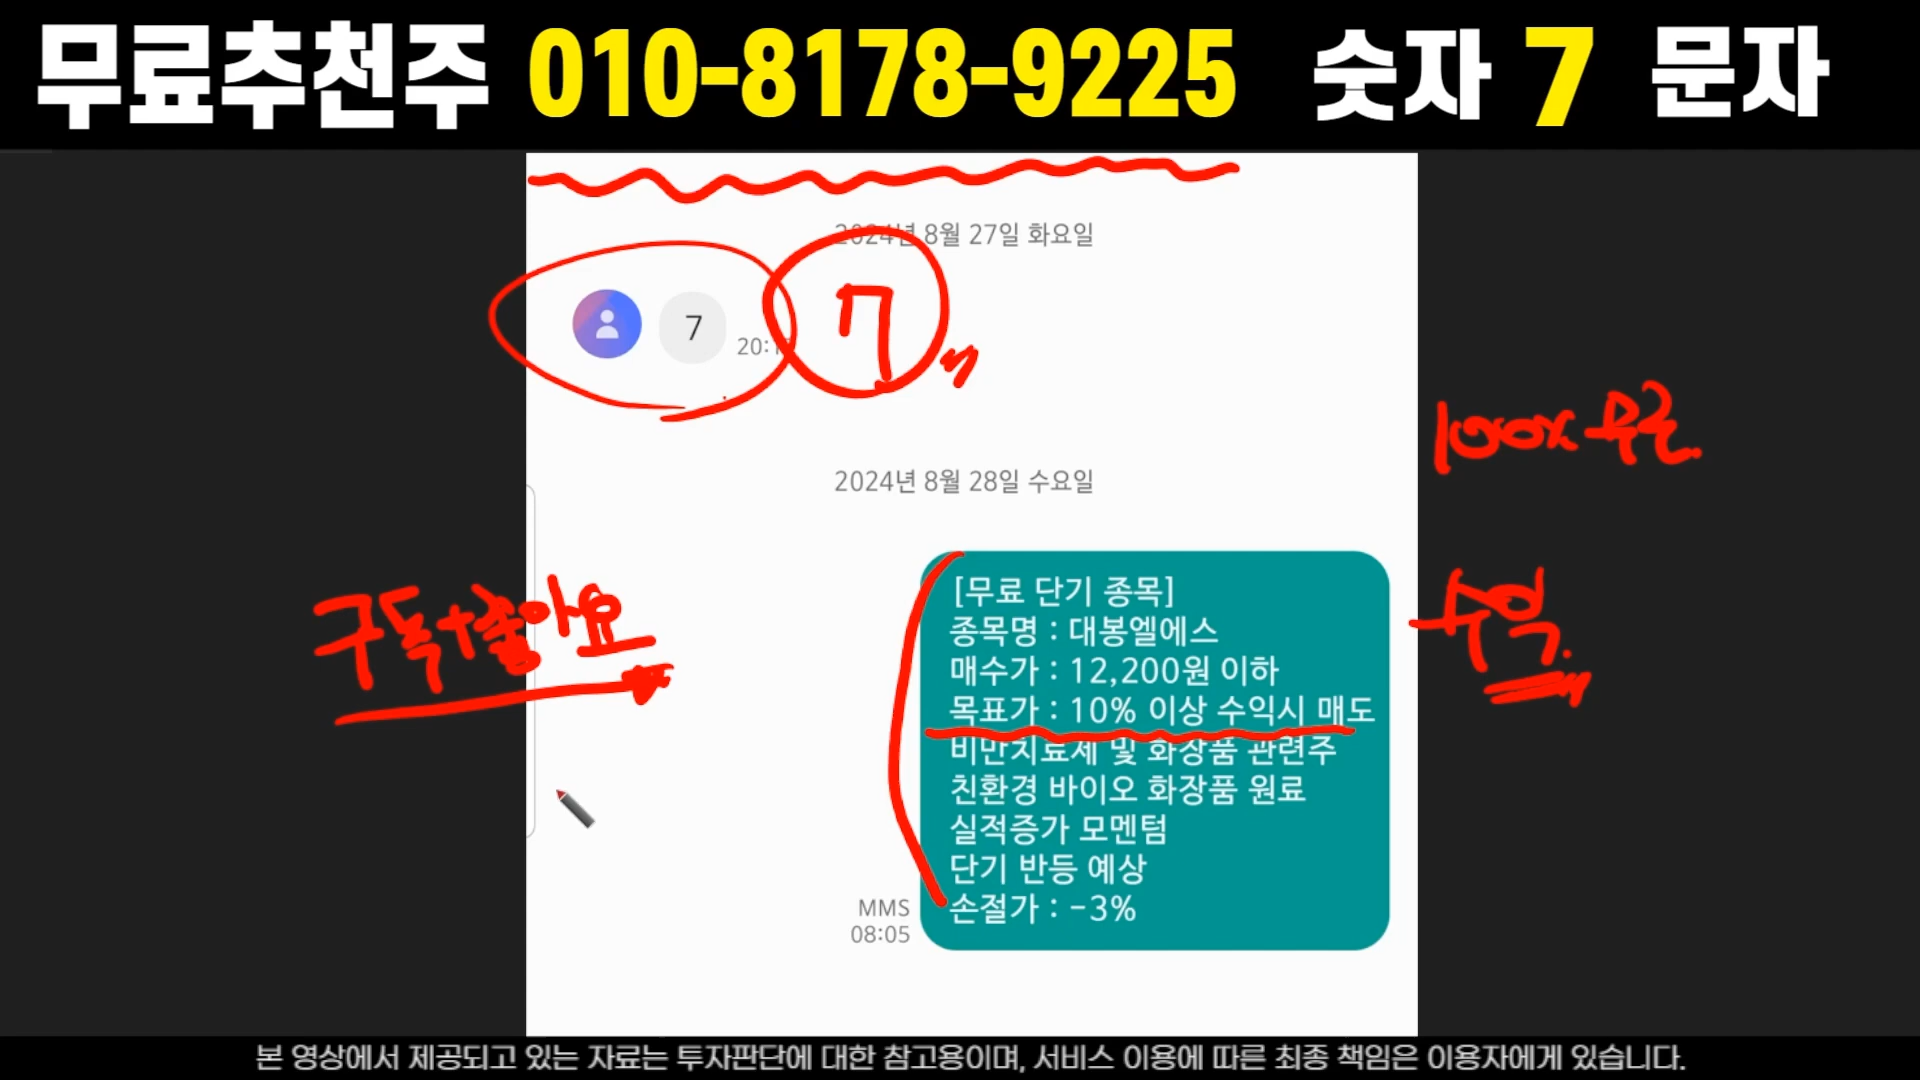 무료추천주 010-8178-9225 숫자 7 문자
2024년 8월 27일 화요일
7
7
2024년 8월 28일 수요일
100% 무료
구독+좋아요
수익
[무료 단기 종목]
종목명 : 대봉엘에스
매수가 : 12,200원 이하
목표가 : 10% 이상 수익시 매도
비만치료제 및 화장품 관련주
친환경 바이오 화장품 원료
실적증가 모멘텀
단기 반등 예상
손절가 : -3%
MMS
08:05
본 영상에서 제공되고 있는 자료는 투자판단에 대한 참고용이며, 서비스 이용에 따른 최종 책임은 이용자에게 있습니다.